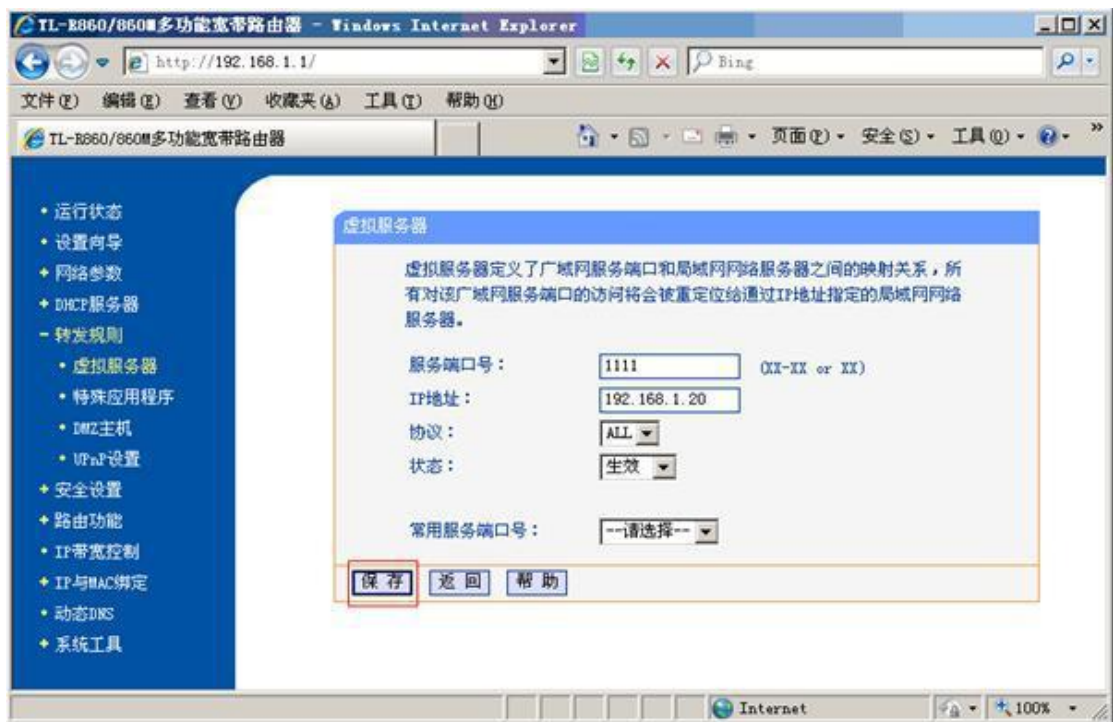 TL-R860/860M多功能宽带路由器 - Windows Internet Explorer
http://192.168.1.1/
Bing
文件(F) 编辑(E) 查看(V) 收藏夹(A) 工具(T) 帮助(H)
TL-R860/860M多功能宽带路由器
页面(P) 安全(S) 工具(O) »
• 运行状态
• 设置向导
+ 网络参数
+ DHCP服务器
- 转发规则
• 虚拟服务器
• 特殊应用程序
• DMZ主机
• UPnP设置
+ 安全设置
+ 路由功能
• IP带宽控制
+ IP与MAC绑定
• 动态DNS
+ 系统工具
虚拟服务器
虚拟服务器定义了广域网服务端口和局域网网络服务器之间的映射关系，所
有对该广域网服务端口的访问将会被重定位给通过IP地址指定的局域网网络
服务器。
服务端口号： 1111 (XX-XX or XX)
IP地址： 192.168.1.20
协议： ALL
状态： 生效
常用服务端口号： --请选择--
保存 返回 帮助
Internet 100%